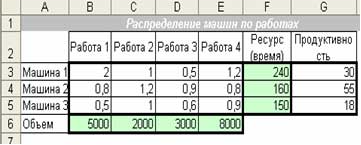 A B C D E F G
1 Распределение машин по работах
2 Работа 1 Работа 2 Работа 3 Работа 4 Ресурс (время) Продуктивно сть
3 Машина 1 2 1 0,5 1,2 240 30
4 Машина 2 0,8 1,2 0,9 0,8 160 55
5 Машина 3 0,5 1 0,6 0,9 150 18
6 Объем 5000 2000 3000 8000
7